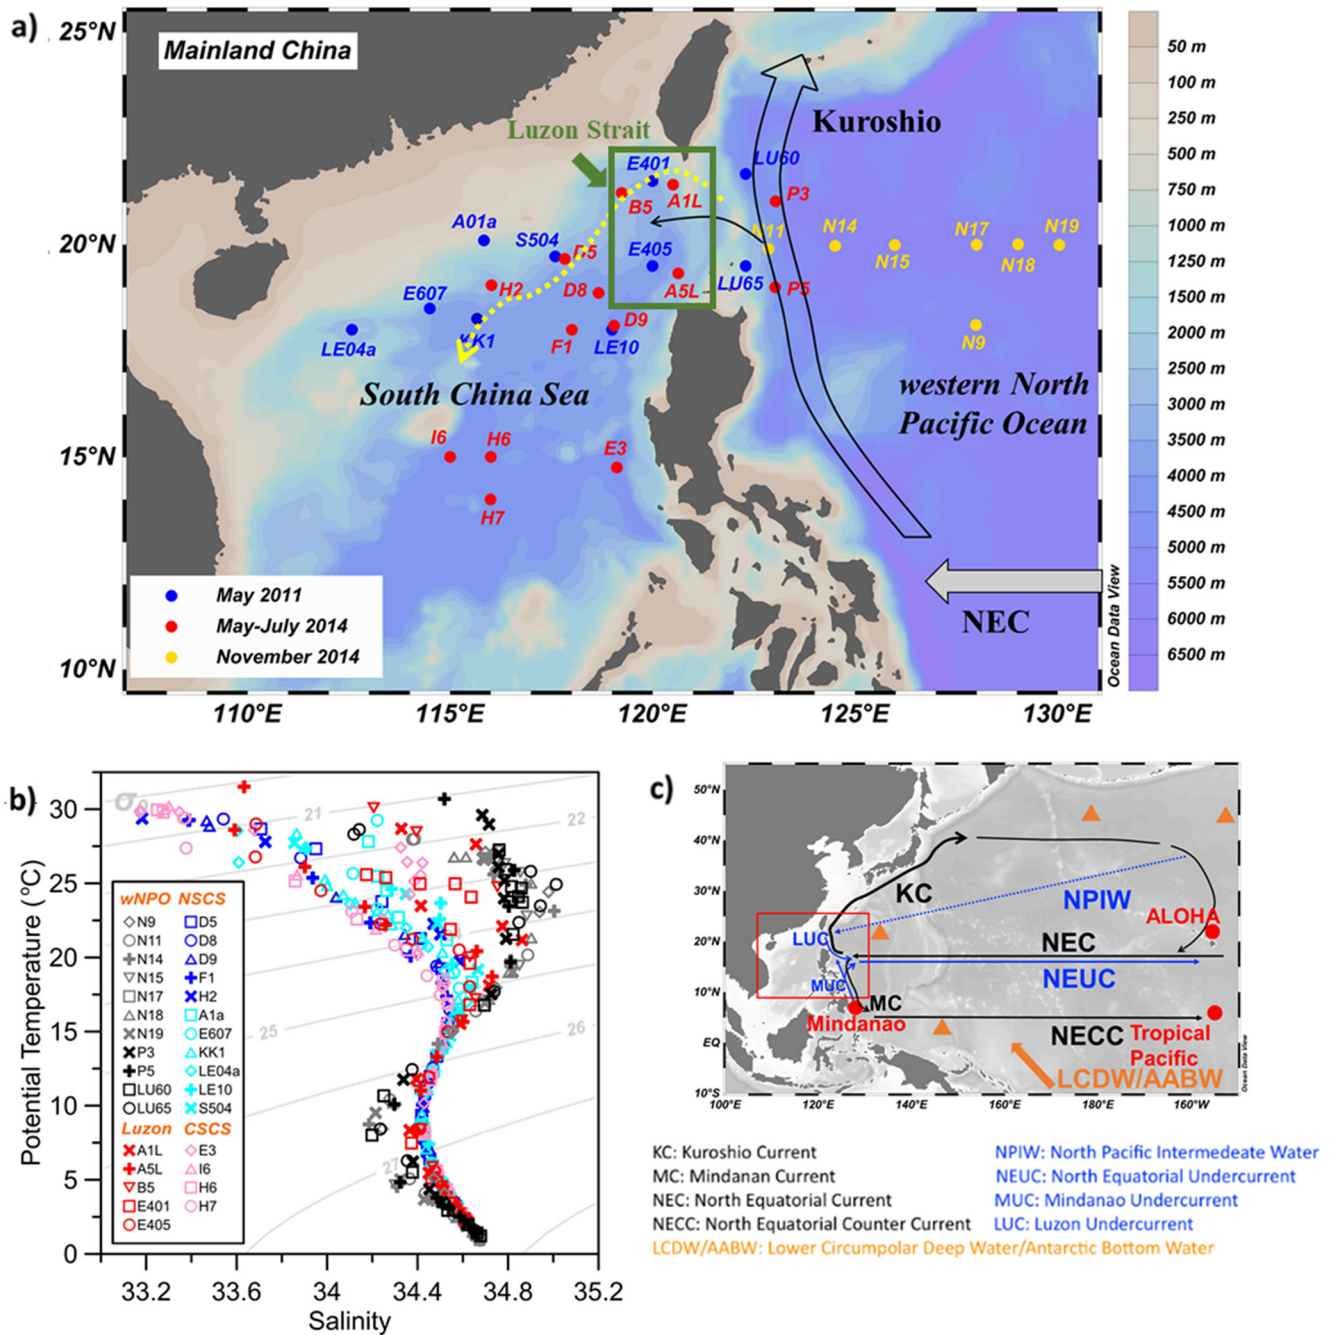 a)
25°N
20°N
15°N
10°N
110°E
115°E
120°E
125°E
130°E
Mainland China
Luzon Strait
Kuroshio
E401
LU60
B5
A1L
P3
A01a
S504
D5
E405
N11
N14
N15
N17
N18
N19
E607
H2
D8
A5L
LU65
P5
LE04a
KK1
F1
D9
LE10
N9
South China Sea
western North
Pacific Ocean
I6
H6
E3
H7
May 2011
May-July 2014
November 2014
NEC
Ocean Data View
50 m
100 m
250 m
500 m
750 m
1000 m
1250 m
1500 m
2000 m
2500 m
3000 m
3500 m
4000 m
4500 m
5000 m
5500 m
6000 m
6500 m
b)
Potential Temperature (°C)
30
25
20
15
10
5
0
33.2
33.6
34
34.4
34.8
35.2
Salinity
σ0
21
22
25
26
27
wNPO NSCS
N9 D5
N11 D8
N14 D9
N15 F1
N17 H2
N18 A1a
N19 E607
P3 KK1
P5 LE04a
LU60 LE10
LU65 S504
Luzon CSCS
A1L E3
A5L I6
B5 H6
E401 H7
E405
c)
50°N
40°N
30°N
20°N
10°N
EQ
10°S
100°E
120°E
140°E
160°E
180°E
160°W
KC
NPIW
ALOHA
LUC
NEC
NEUC
MUC
MC
Mindanao
NECC
Tropical
Pacific
LCDW/AABW
Ocean Data View
KC: Kuroshio Current
MC: Mindanan Current
NEC: North Equatorial Current
NECC: North Equatorial Counter Current
NPIW: North Pacific Intermedeate Water
NEUC: North Equatorial Undercurrent
MUC: Mindanao Undercurrent
LUC: Luzon Undercurrent
LCDW/AABW: Lower Circumpolar Deep Water/Antarctic Bottom Water